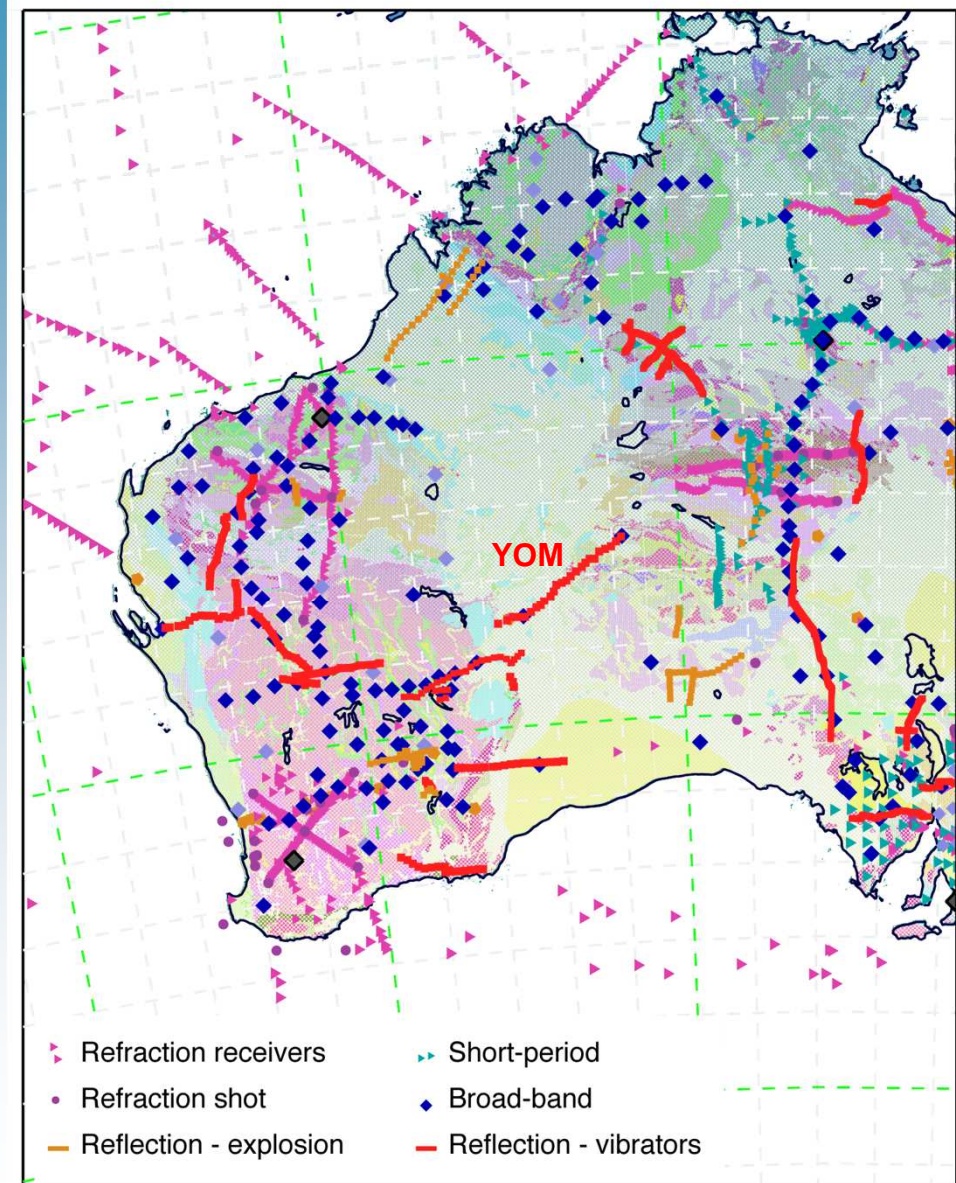 YOM
Refraction receivers
Short-period
Refraction shot
Broad-band
Reflection - explosion
Reflection - vibrators